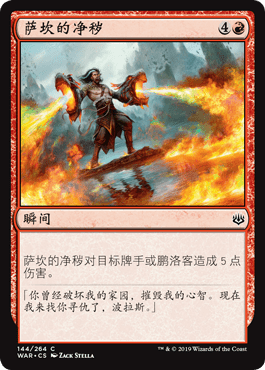 萨坎的净秽 4
瞬间
萨坎的净秽对目标牌手或鹏洛客造成5点
伤害。
「你曾经破坏我的家园，摧毁我的心智。现在
我来找你寻仇了，波拉斯。」
144/264 C
WAR • CS ZACK STELLA
™ & © 2019 Wizards of the Coast